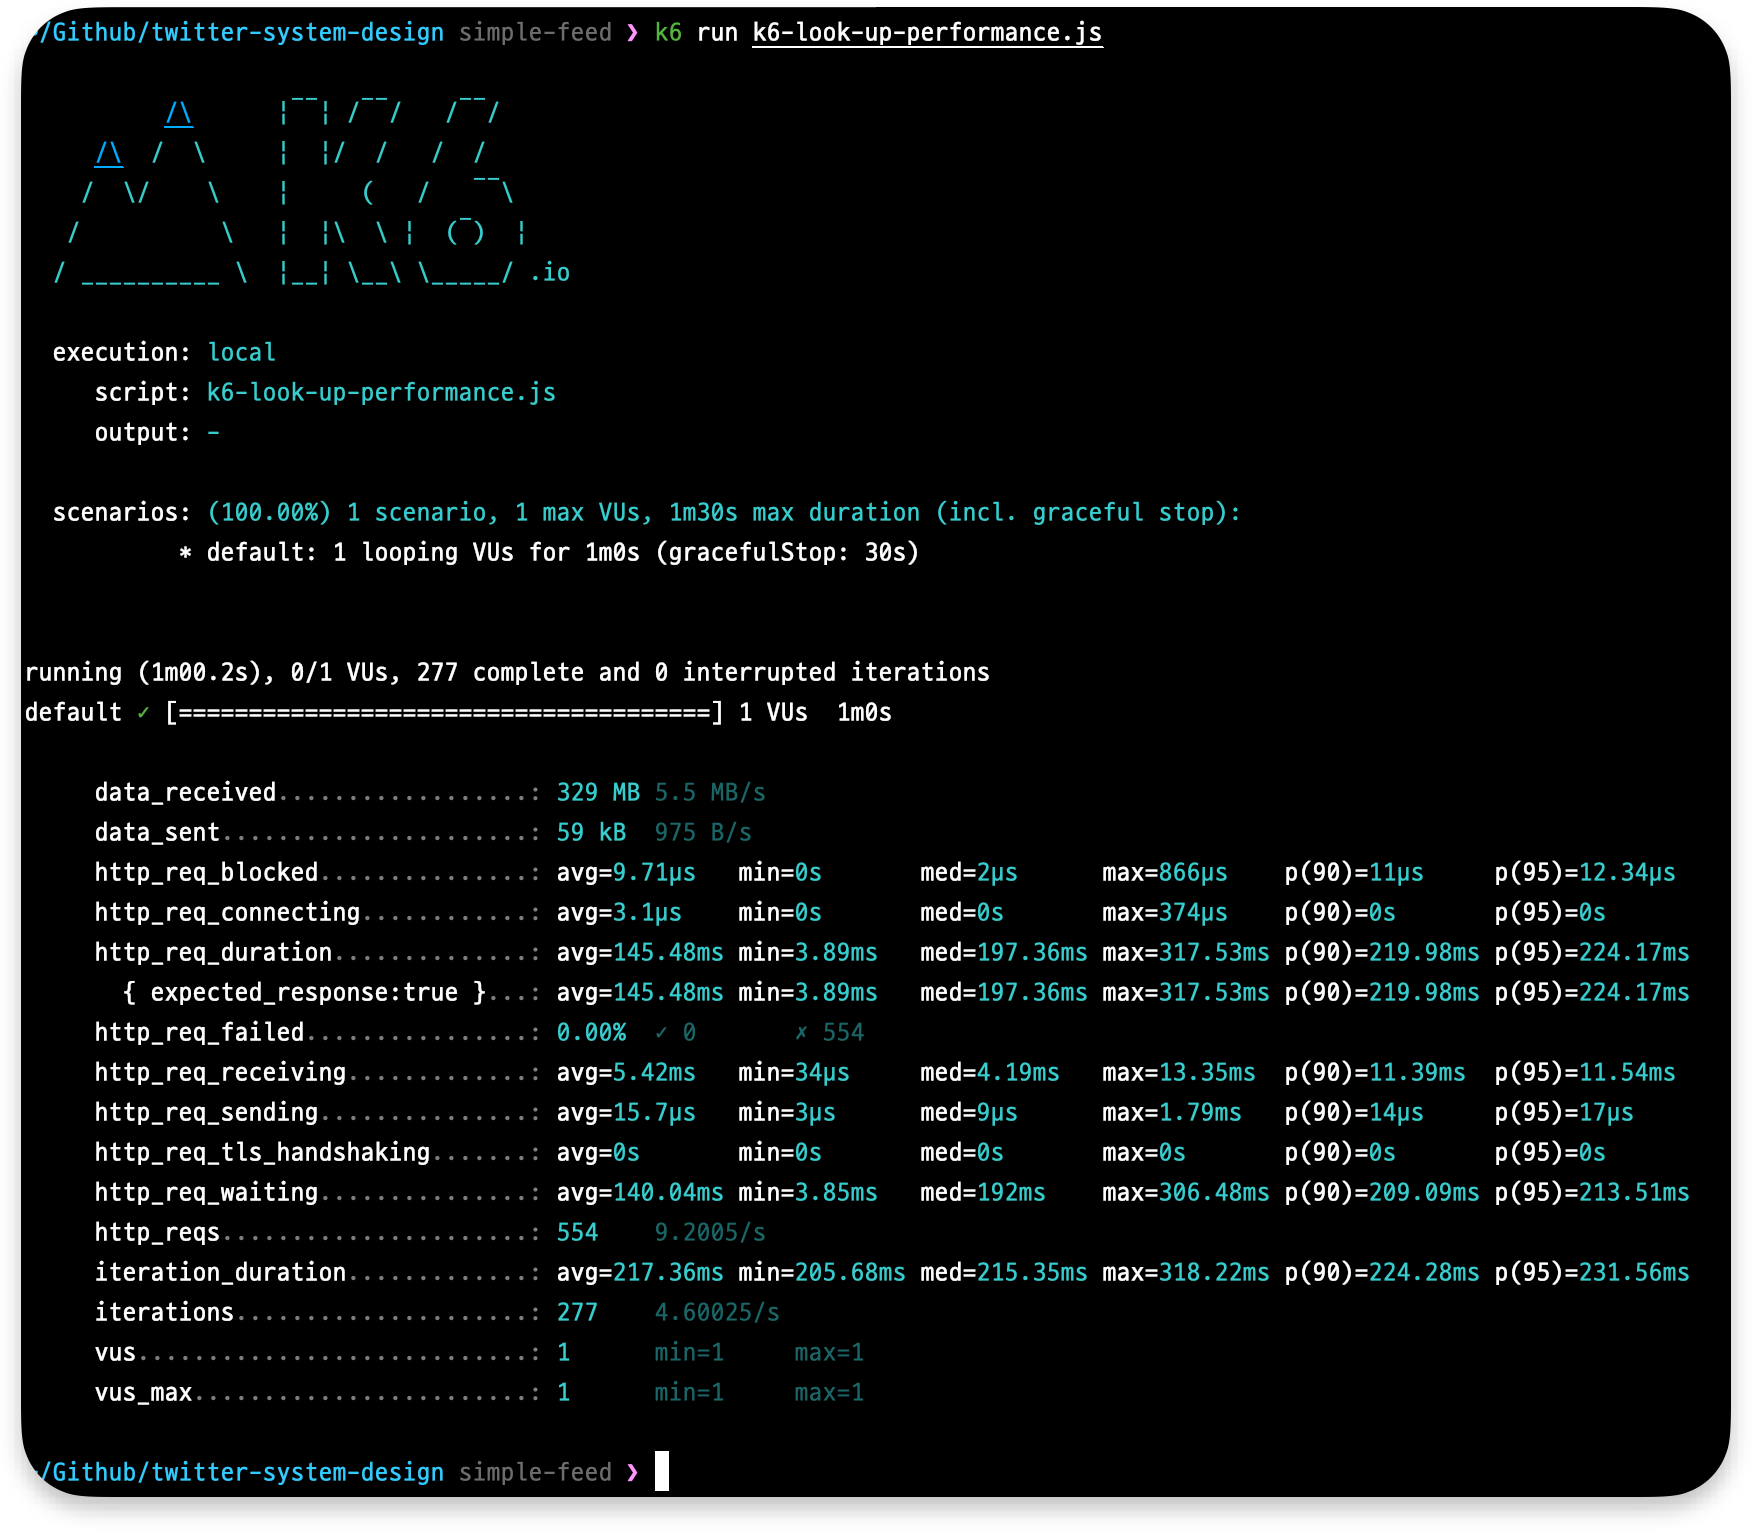 ~/Github/twitter-system-design simple-feed ❯ k6 run k6-look-up-performance.js
          /\      |‾‾| /‾‾/   /‾‾/
     /\  /  \     |  |/  /   /  /
    /  \/    \    |     (   /   ‾‾\
   /          \   |  |\  \ |  (‾)  |
  / __________ \  |__| \__\ \_____/ .io
execution: local
script: k6-look-up-performance.js
output: -
scenarios: (100.00%) 1 scenario, 1 max VUs, 1m30s max duration (incl. graceful stop):
* default: 1 looping VUs for 1m0s (gracefulStop: 30s)
running (1m00.2s), 0/1 VUs, 277 complete and 0 interrupted iterations
default ✓ [======================================] 1 VUs  1m0s
data_received..................: 329 MB 5.5 MB/s
data_sent......................: 59 kB  975 B/s
http_req_blocked...............: avg=9.71µs   min=0s       med=2µs      max=866µs    p(90)=11µs     p(95)=12.34µs
http_req_connecting............: avg=3.1µs    min=0s       med=0s       max=374µs    p(90)=0s       p(95)=0s
http_req_duration..............: avg=145.48ms min=3.89ms   med=197.36ms max=317.53ms p(90)=219.98ms p(95)=224.17ms
{ expected_response:true }...: avg=145.48ms min=3.89ms   med=197.36ms max=317.53ms p(90)=219.98ms p(95)=224.17ms
http_req_failed................: 0.00%  ✓ 0       ✗ 554
http_req_receiving.............: avg=5.42ms   min=34µs     med=4.19ms   max=13.35ms  p(90)=11.39ms  p(95)=11.54ms
http_req_sending...............: avg=15.7µs   min=3µs      med=9µs      max=1.79ms   p(90)=14µs     p(95)=17µs
http_req_tls_handshaking.......: avg=0s       min=0s       med=0s       max=0s       p(90)=0s       p(95)=0s
http_req_waiting...............: avg=140.04ms min=3.85ms   med=192ms    max=306.48ms p(90)=209.09ms p(95)=213.51ms
http_reqs......................: 554    9.2005/s
iteration_duration.............: avg=217.36ms min=205.68ms med=215.35ms max=318.22ms p(90)=224.28ms p(95)=231.56ms
iterations.....................: 277    4.60025/s
vus............................: 1      min=1     max=1
vus_max........................: 1      min=1     max=1
~/Github/twitter-system-design simple-feed ❯